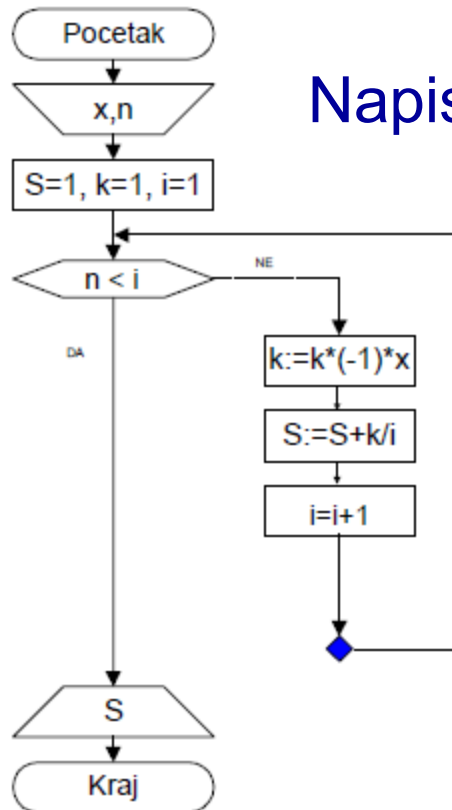 Pocetak
Napis
x,n
S=1, k=1, i=1
n < i
NE
DA
k:=k*(-1)*x
S:=S+k/i
i=i+1
S
Kraj